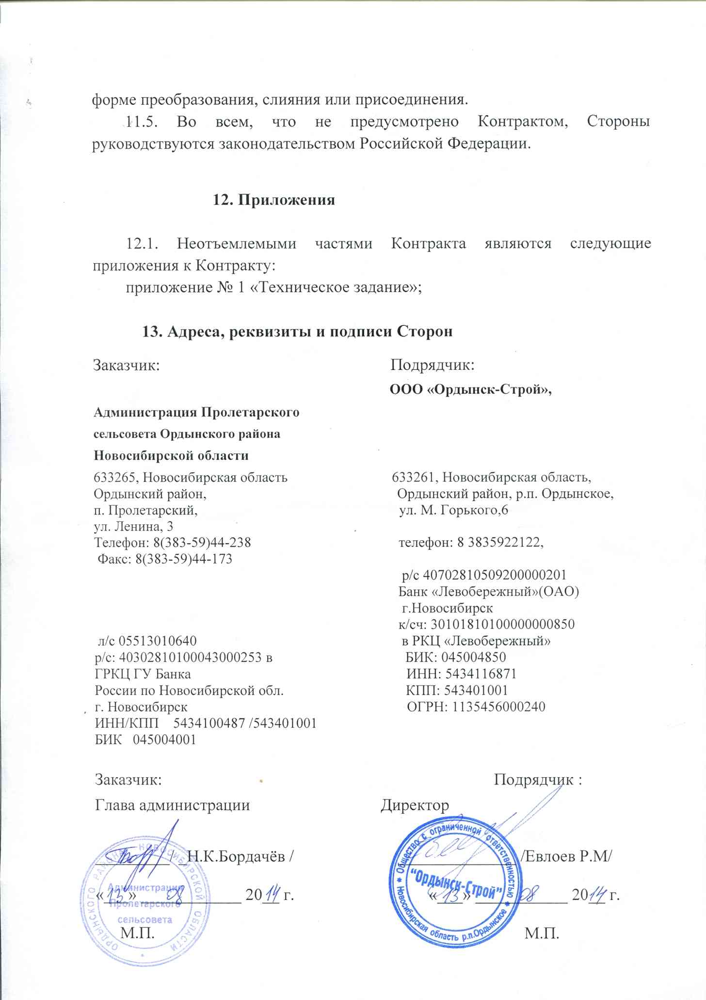 форме преобразования, слияния или присоединения.
11.5. Во всем, что не предусмотрено Контрактом, Стороны
руководствуются законодательством Российской Федерации.
12. Приложения
12.1. Неотъемлемыми частями Контракта являются следующие
приложения к Контракту:
приложение № 1 «Техническое задание»;
13. Адреса, реквизиты и подписи Сторон
Заказчик:
Администрация Пролетарского
сельсовета Ордынского района
Новосибирской области
633265, Новосибирская область
Ордынский район,
п. Пролетарский,
ул. Ленина, 3
Телефон: 8(383-59)44-238
Факс: 8(383-59)44-173
л/с 05513010640
р/с: 40302810100043000253 в
ГРКЦ ГУ Банка
России по Новосибирской обл.
г. Новосибирск
ИНН/КПП 5434100487 /543401001
БИК 045004001
Подрядчик:
ООО «Ордынск-Строй»,
633261, Новосибирская область,
Ордынский район, р.п. Ордынское,
ул. М. Горького,6
телефон: 8 3835922122,
р/с 40702810509200000201
Банк «Левобережный»(ОАО)
г.Новосибирск
к/сч: 30101810100000000850
в РКЦ «Левобережный»
БИК: 045004850
ИНН: 5434116871
КПП: 543401001
ОГРН: 1135456000240
Заказчик:
Глава администрации
_________/ _Н.К.Бордачёв /
«13» 08 2014 г.
М.П.
ОРДЫНСКОГО РАЙОНА НОВОСИБИРСКОЙ ОБЛАСТИ
Администрация
Пролетарского
сельсовета
Подрядчик :
Директор
_________/Евлоев Р.М/
«13» 08 2014 г.
М.П.
Общество с ограниченной ответственностью
"Ордынск-Строй"
Новосибирская область р.п.Ордынское